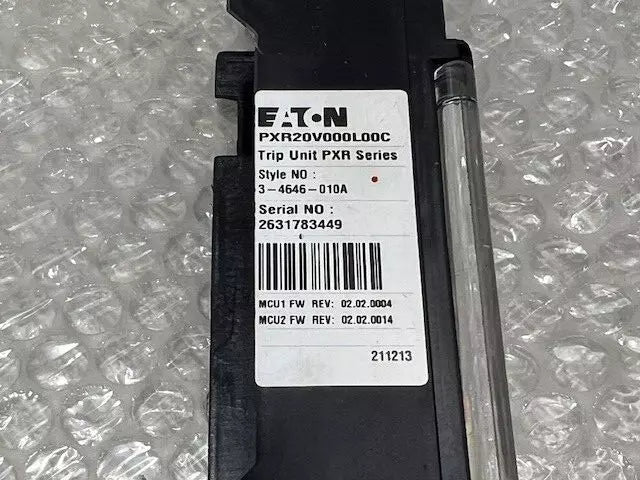 EATON
PXR20V000L00C
Trip Unit PXR Series
Style NO :
3-4646-010A
Serial NO :
2631783449
MCU1 FW REV: 02.02.0004
MCU2 FW REV: 02.02.0014
211213